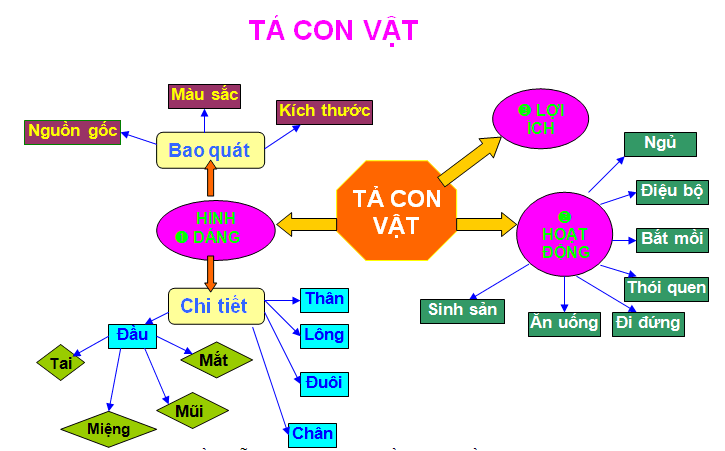 TẢ CON VẬT
Màu sắc
Kích thước
Nguồn gốc
Bao quát
LỢI
ÍCH
Ngủ
Điệu bộ
Bắt mồi
Thói quen
HOẠT
ĐỘNG
TẢ CON
VẬT
HÌNH
DÁNG
Sinh sản
Ăn uống
Đi đứng
Chi tiết
Thân
Lông
Đuôi
Chân
Đầu
Tai
Mắt
Mũi
Miệng